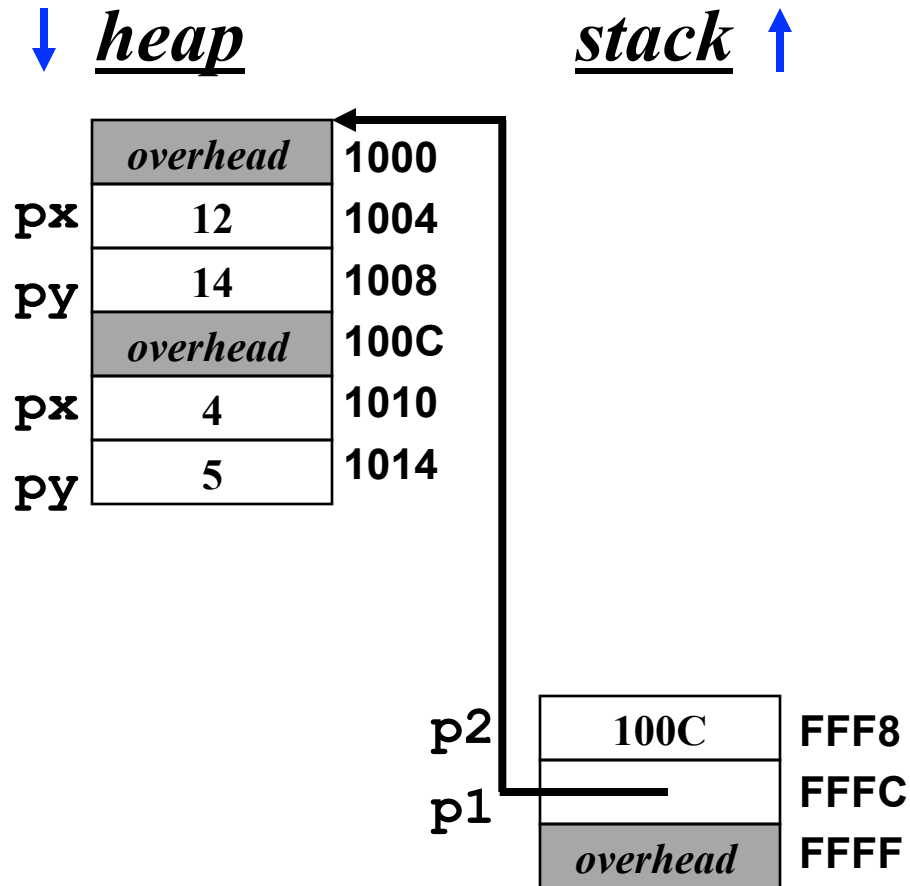 heap stack
overhead 1000
px 12 1004
py 14 1008
overhead 100C
px 4 1010
py 5 1014
p2 100C FFF8
p1 FFFC
overhead FFFF